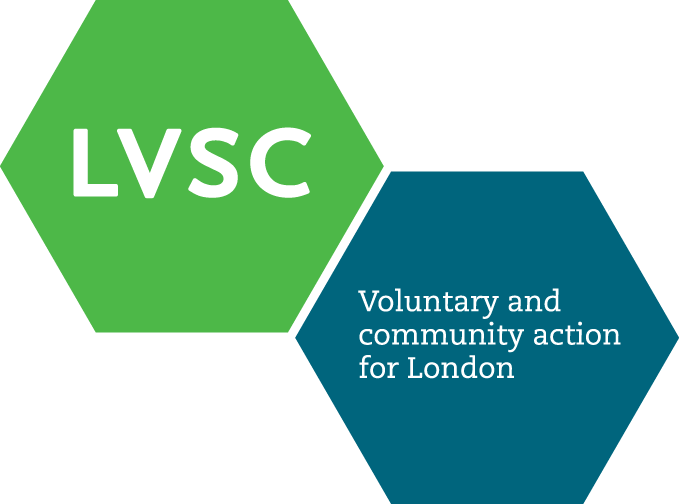 LVSC
Voluntary and
community action
for London